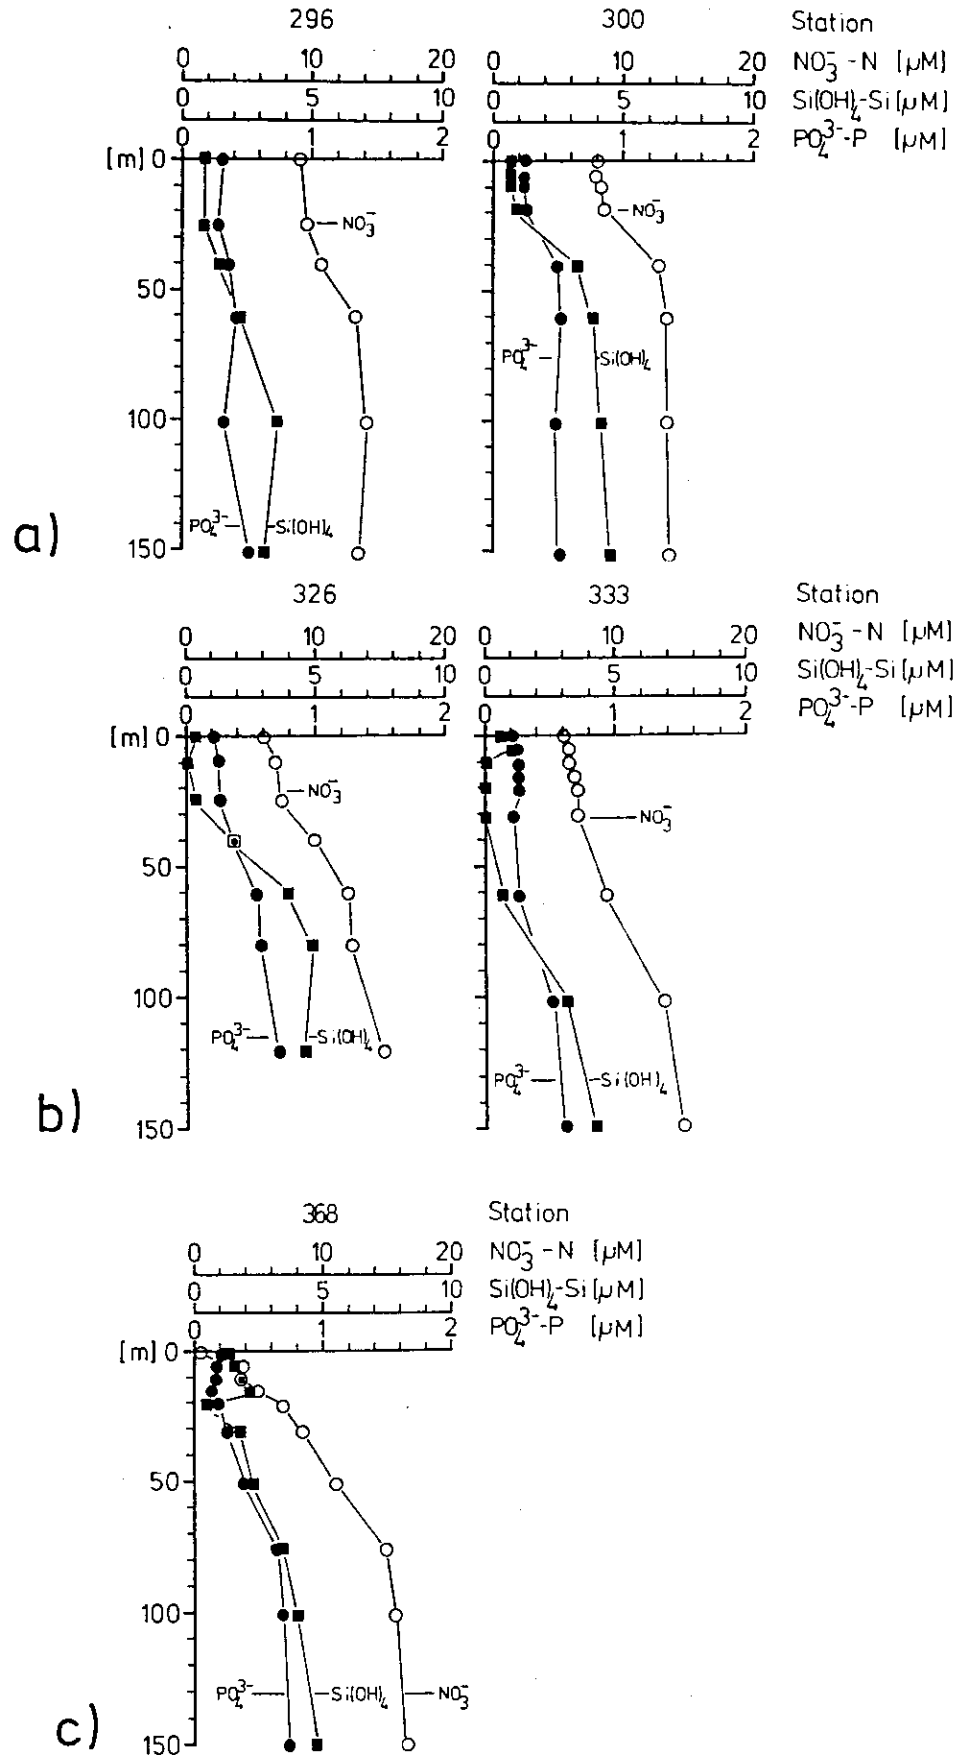 296 300 Station
0 10 20 0 10 20 NO₃⁻-N [µM]
0 5 10 0 5 10 Si(OH)₄-Si [µM]
0 1 2 0 1 2 PO₄³⁻-P [µM]
[m] 0
NO₃⁻ NO₃⁻
50
PO₄³⁻ Si(OH)₄
100
PO₄³⁻ Si(OH)₄
a)
150
326 333 Station
0 10 20 0 10 20 NO₃⁻-N [µM]
0 5 10 0 5 10 Si(OH)₄-Si [µM]
0 1 2 0 1 2 PO₄³⁻-P [µM]
[m] 0
NO₃⁻ NO₃⁻
50
100
PO₄³⁻ Si(OH)₄
PO₄³⁻ Si(OH)₄
b)
150
368 Station
0 10 20 NO₃⁻-N [µM]
0 5 10 Si(OH)₄-Si [µM]
0 1 2 PO₄³⁻-P [µM]
[m] 0
50
100
PO₄³⁻ Si(OH)₄ NO₃⁻
c)
150